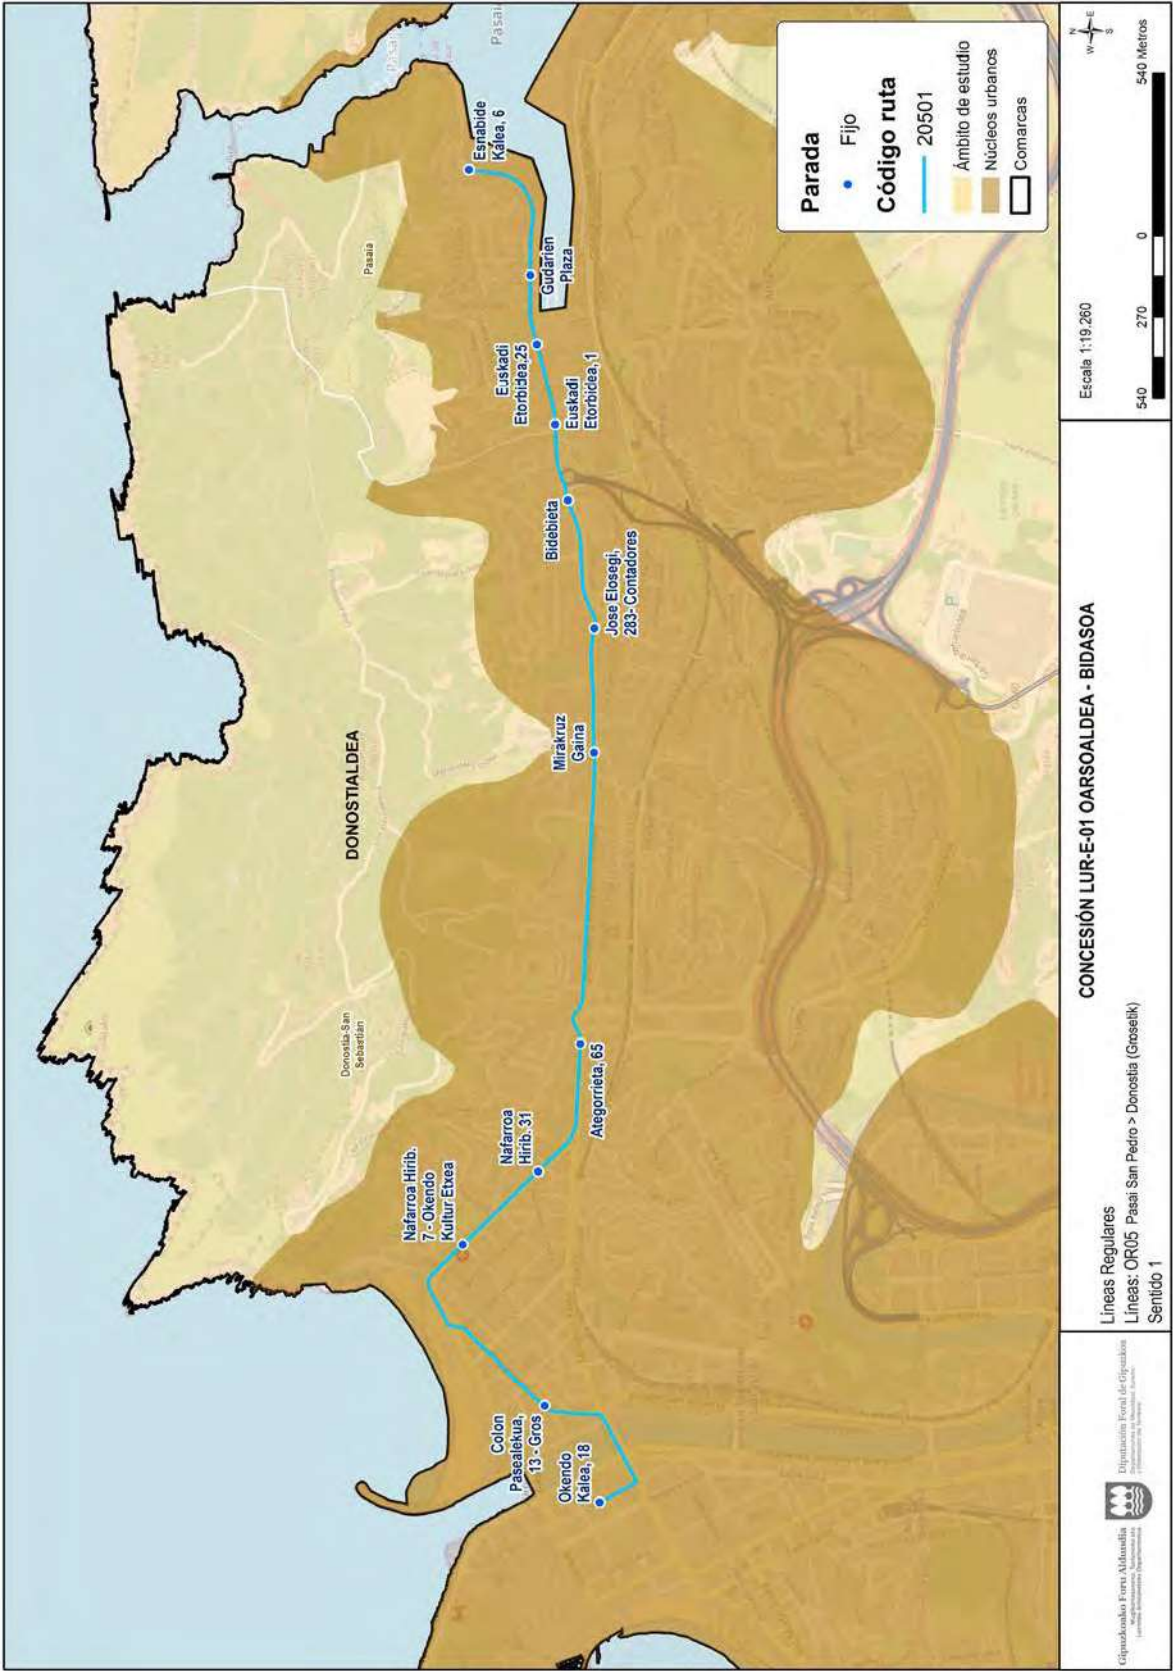 Pasaia
Pasaia
Esnabide
Kalea, 6
Gudarien
Plaza
Euskadi
Etorbidea,25
Euskadi
Etorbidea, 1
Bidebieta
Jose Elosegi,
283- Contadores
Mirakruz
Gaina
Ategorrieta, 65
Nafarroa
Hirib. 31
Nafarroa Hirib.
7 - Okendo
Kultur Etxea
Colon
Pasealekua,
13 - Gros
Okendo
Kalea, 18
DONOSTIALDEA
Donostia-San
Sebastián
Pasaia
Parada
Fijo
Código ruta
20501
Ámbito de estudio
Núcleos urbanos
Comarcas
Gipuzkoako Foru Aldundia
Diputación Foral de Gipuzkoa
Líneas Regulares
Líneas: OR05 Pasai San Pedro > Donostia (Grosetik)
Sentido 1
CONCESIÓN LUR-E-01 OARSOALDEA - BIDASOA
Escala 1:19.260
540 270 0 540 Metros
N
W E
S